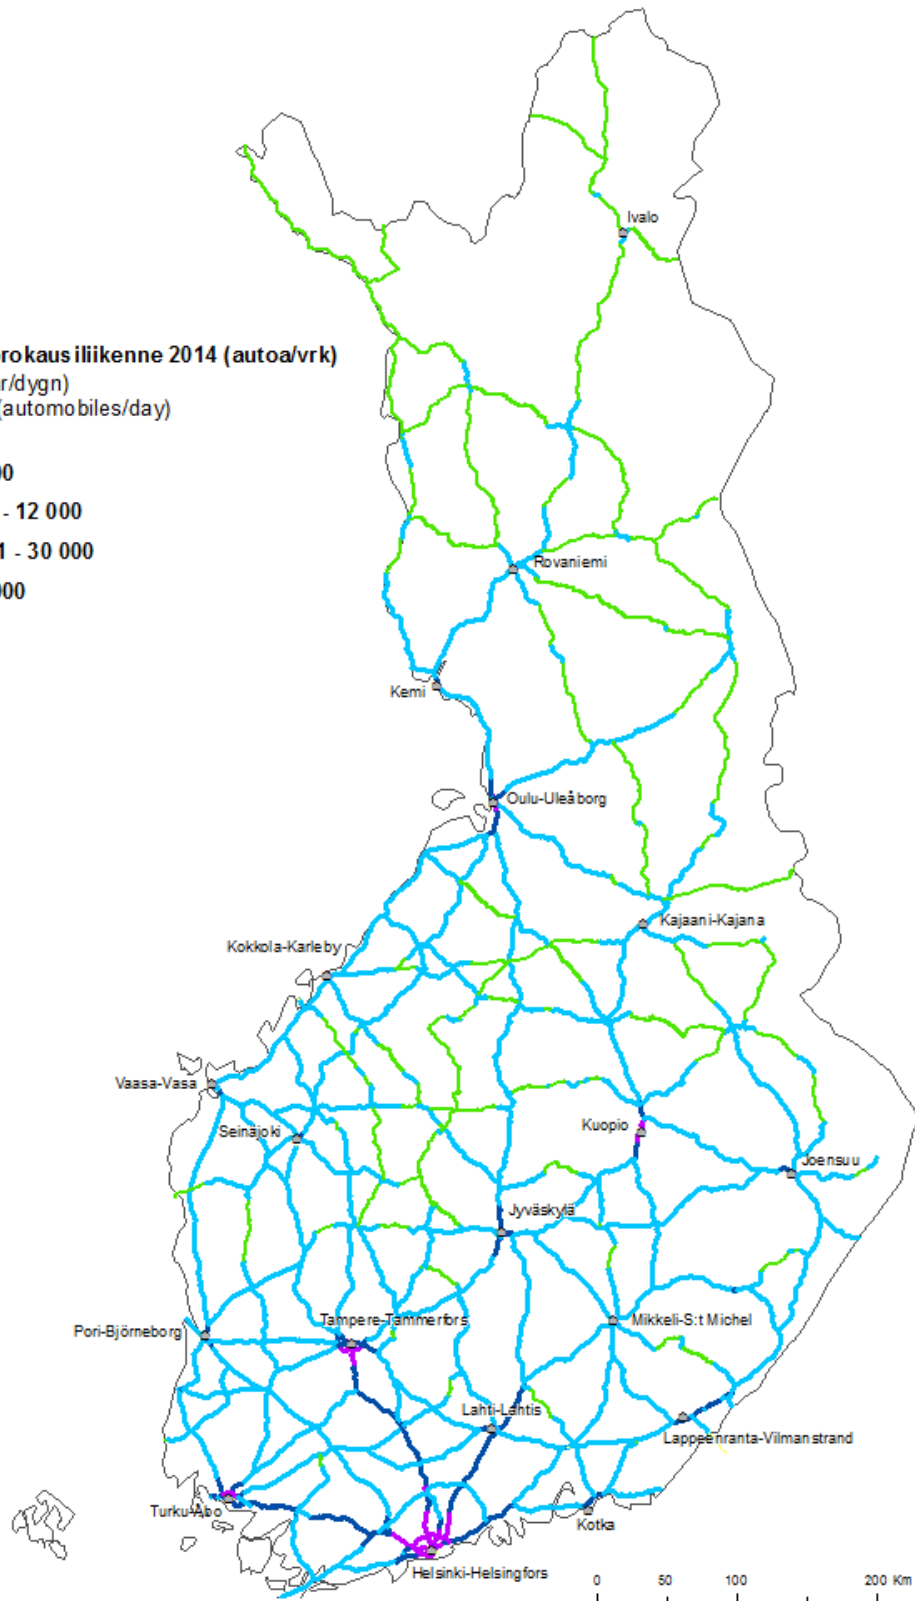 Ivalo
rokausiliikenne 2014 (autoa/vrk)
r/dygn)
(automobiles/day)
00
- 12 000
1 - 30 000
000
Rovaniemi
Kemi
Oulu-Uleåborg
Kajaani-Kajana
Kokkola-Karleby
Vaasa-Vasa
Seinäjoki
Kuopio
Joensuu
Jyväskylä
Tampere-Tammerfors
Pori-Björneborg
Mikkeli-S:t Michel
Lahti-Lahtis
Lappeenranta-Vilmanstrand
Turku-Åbo
Kotka
Helsinki-Helsingfors
0 50 100 200 Km